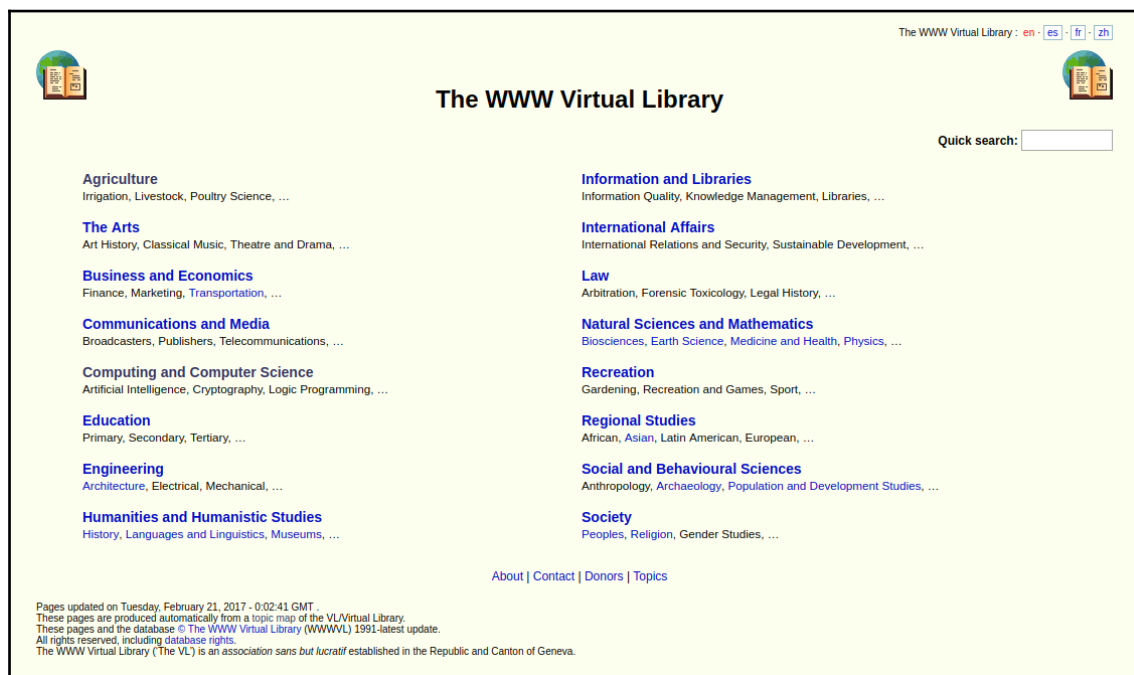 The WWW Virtual Library : en · es · fr · zh
The WWW Virtual Library
Quick search:
Agriculture
Irrigation, Livestock, Poultry Science, …
The Arts
Art History, Classical Music, Theatre and Drama, …
Business and Economics
Finance, Marketing, Transportation, …
Communications and Media
Broadcasters, Publishers, Telecommunications, …
Computing and Computer Science
Artificial Intelligence, Cryptography, Logic Programming, …
Education
Primary, Secondary, Tertiary, …
Engineering
Architecture, Electrical, Mechanical, …
Humanities and Humanistic Studies
History, Languages and Linguistics, Museums, …
Information and Libraries
Information Quality, Knowledge Management, Libraries, …
International Affairs
International Relations and Security, Sustainable Development, …
Law
Arbitration, Forensic Toxicology, Legal History, …
Natural Sciences and Mathematics
Biosciences, Earth Science, Medicine and Health, Physics, …
Recreation
Gardening, Recreation and Games, Sport, …
Regional Studies
African, Asian, Latin American, European, …
Social and Behavioural Sciences
Anthropology, Archaeology, Population and Development Studies, …
Society
Peoples, Religion, Gender Studies, …
About | Contact | Donors | Topics
Pages updated on Tuesday, February 21, 2017 - 0:02:41 GMT .
These pages are produced automatically from a topic map of the VL/Virtual Library.
These pages and the database © The WWW Virtual Library (WWWVL) 1991-latest update.
All rights reserved, including database rights.
The WWW Virtual Library ('The VL') is an association sans but lucratif established in the Republic and Canton of Geneva.